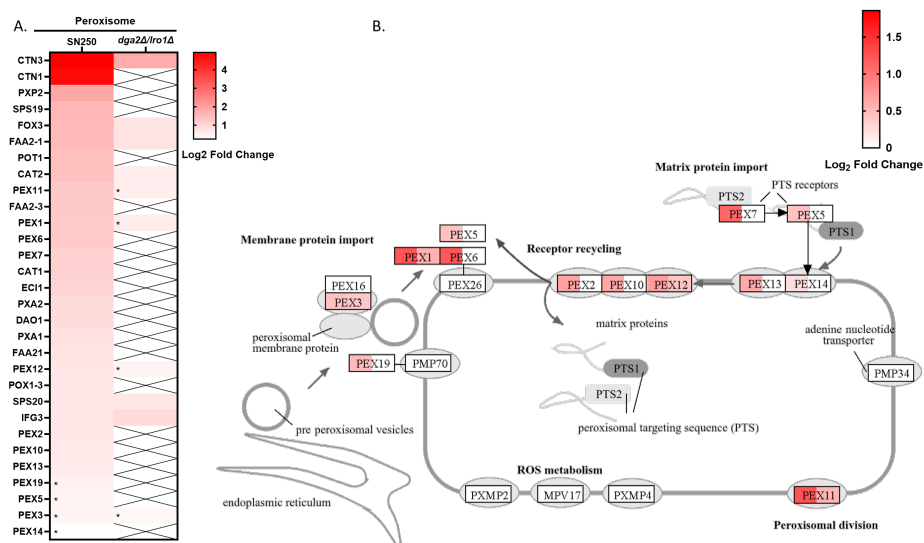 A.
Peroxisome
SN250
dga2Δ/lro1Δ
CTN3
CTN1
PXP2
SPS19
FOX3
FAA2-1
POT1
CAT2
PEX11
*
FAA2-3
PEX1
*
PEX6
PEX7
CAT1
ECI1
PXA2
DAO1
PXA1
FAA21
PEX12
*
POX1-3
SPS20
IFG3
PEX2
PEX10
PEX13
PEX19
*
PEX5
*
PEX3
* *
PEX14
*
4
3
2
1
Log2 Fold Change
B.
1.5
1.0
0.5
0
Log2 Fold Change
Matrix protein import
PTS2
PTS receptors
PEX7
PEX5
PTS1
Membrane protein import
PEX5
PEX1
PEX6
Receptor recycling
PEX16
PEX3
PEX26
PEX2
PEX10
PEX12
PEX13
PEX14
peroxisomal
membrane protein
matrix proteins
adenine nucleotide
transporter
PEX19
PMP70
PTS1
PMP34
PTS2
pre peroxisomal vesicles
peroxisomal targeting sequence (PTS)
ROS metabolism
endoplasmic reticulum
PXMP2
MPV17
PXMP4
PEX11
Peroxisomal division